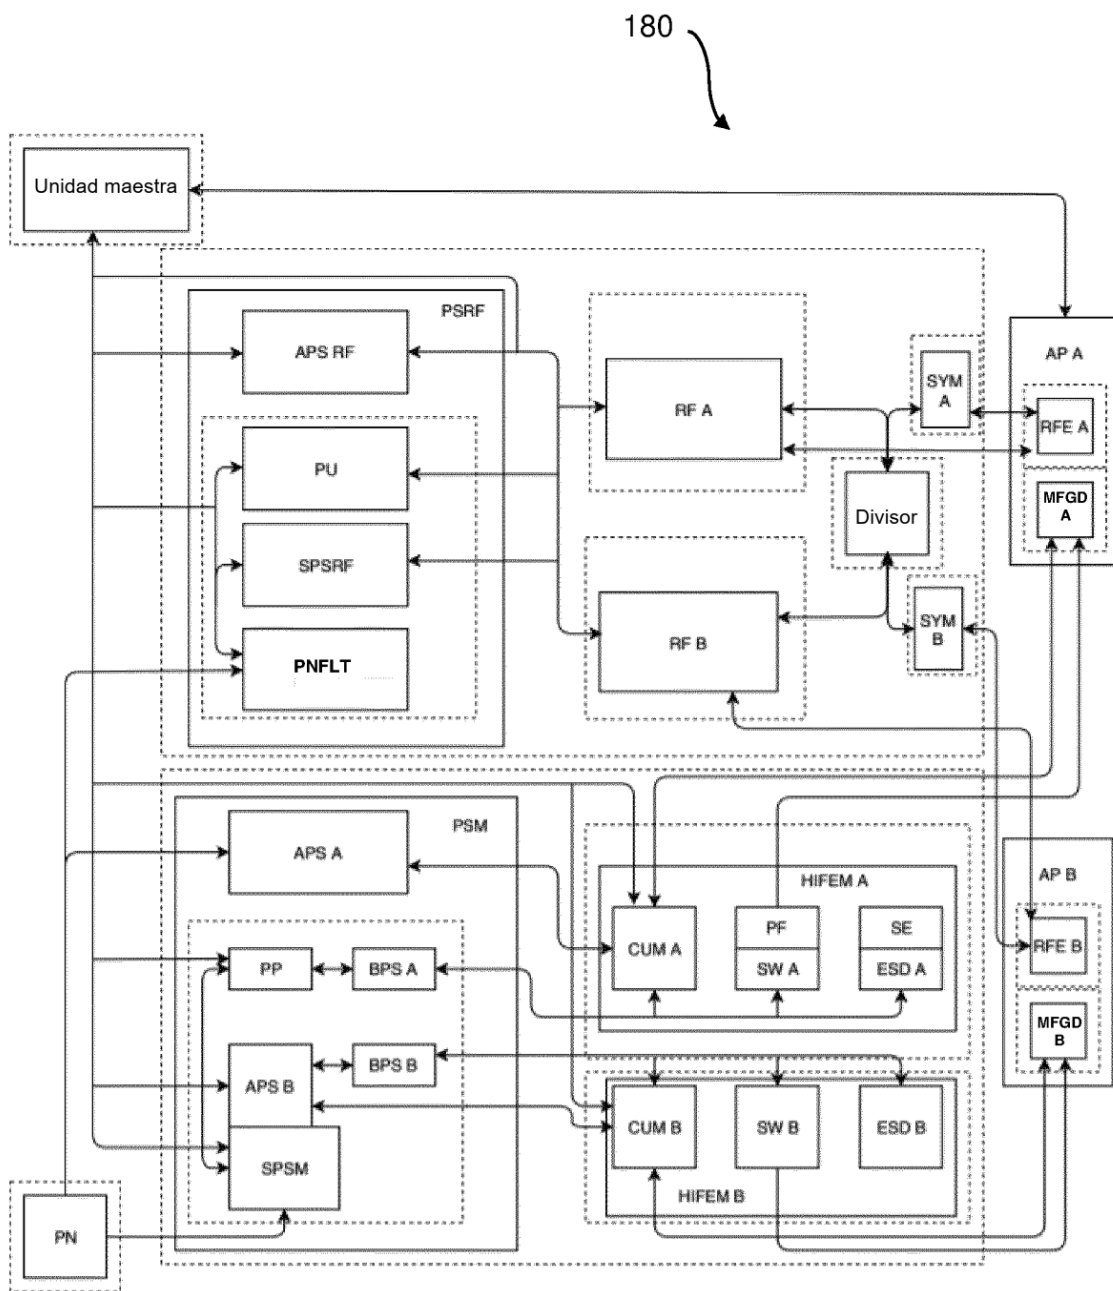 180
Unidad maestra
PSRF
APS RF
AP A
SYM
A
RF A
RFE A
PU
MFGD
A
Divisor
SPSRF
SYM
B
RF B
PNFLT
PSM
APS A
HIFEM A
AP B
PF
SE
CUM A
RFE B
PP
BPS A
SW A
ESD A
MFGD
B
BPS B
APS B
CUM B
SW B
ESD B
SPSM
HIFEM B
PN